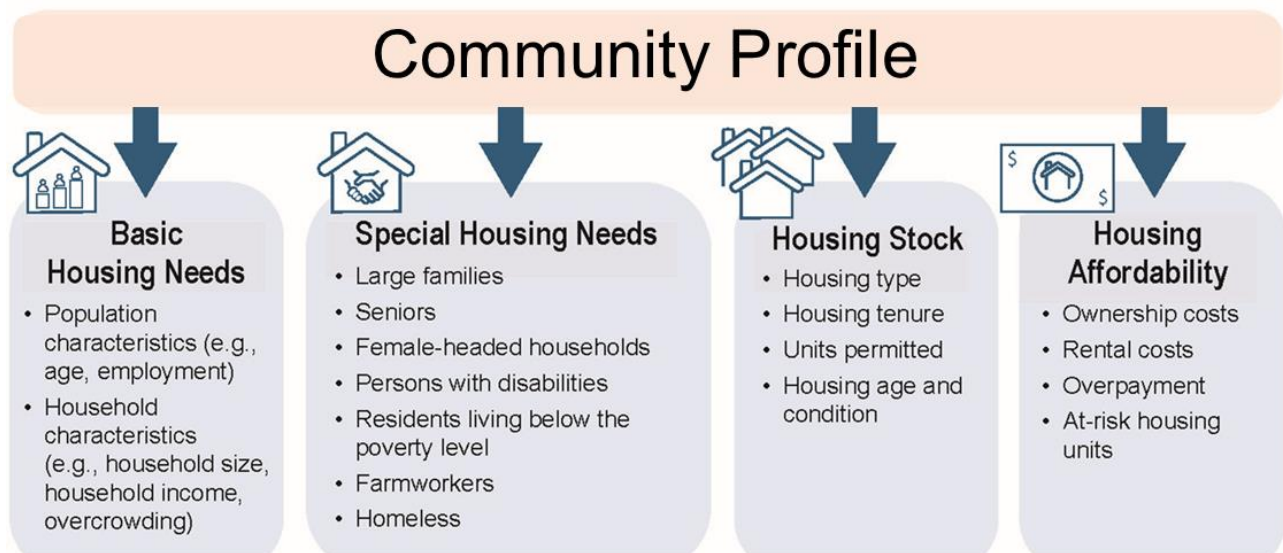 Community Profile
Basic
Housing Needs
• Population
characteristics (e.g.,
age, employment)
• Household
characteristics
(e.g., household size,
household income,
overcrowding)
Special Housing Needs
• Large families
• Seniors
• Female-headed households
• Persons with disabilities
• Residents living below the
poverty level
• Farmworkers
• Homeless
Housing Stock
• Housing type
• Housing tenure
• Units permitted
• Housing age and
condition
$
$
Housing
Affordability
• Ownership costs
• Rental costs
• Overpayment
• At-risk housing
units